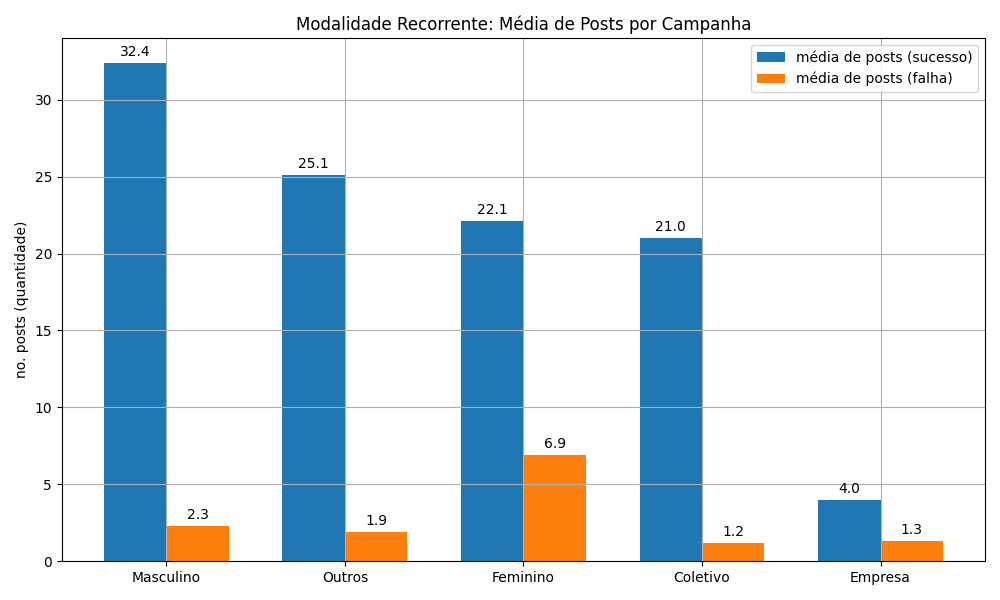 Modalidade Recorrente: Média de Posts por Campanha
média de posts (sucesso)
média de posts (falha)
no. posts (quantidade)
30
25
20
15
10
5
0
32.4
2.3
25.1
1.9
22.1
6.9
21.0
1.2
4.0
1.3
Masculino
Outros
Feminino
Coletivo
Empresa